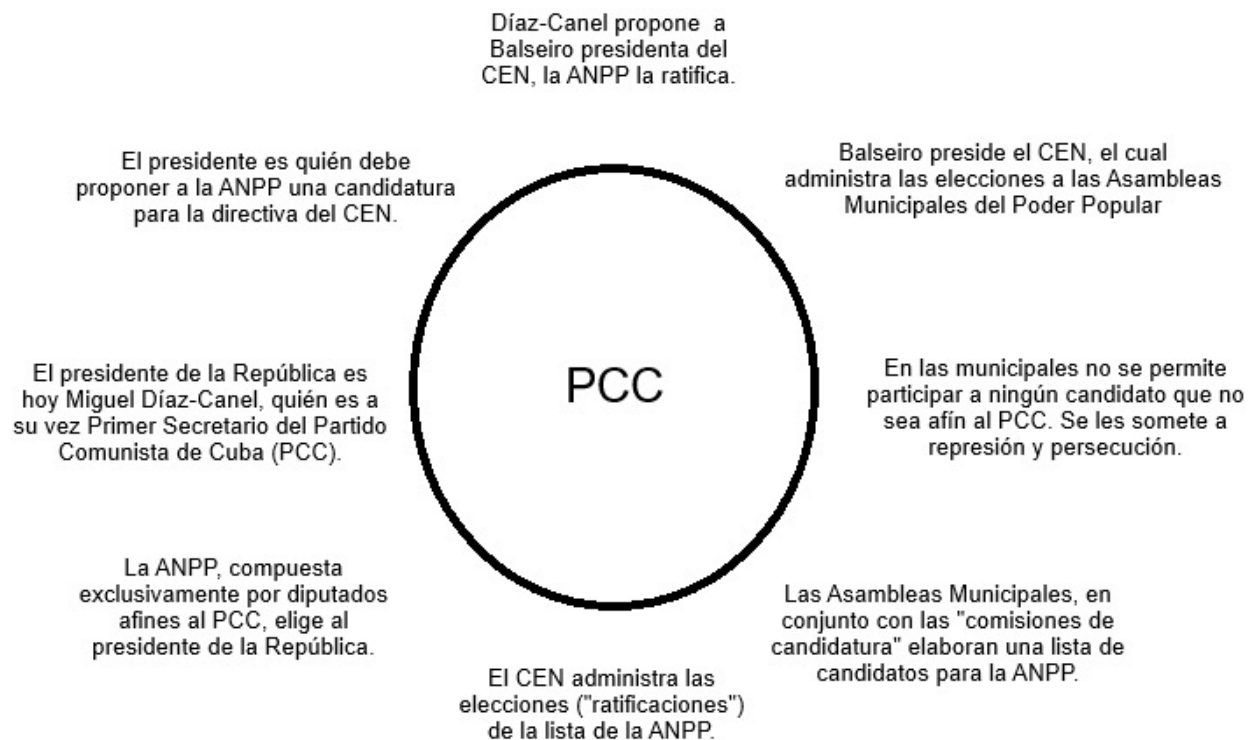 Díaz-Canel propone a
Balseiro presidenta del
CEN, la ANPP la ratifica.
Balseiro preside el CEN, el cual
administra las elecciones a las Asambleas
Municipales del Poder Popular
En las municipales no se permite
participar a ningún candidato que no
sea afín al PCC. Se les somete a
represión y persecución.
Las Asambleas Municipales, en
conjunto con las "comisiones de
candidatura" elaboran una lista de
candidatos para la ANPP.
El CEN administra las
elecciones ("ratificaciones")
de la lista de la ANPP.
La ANPP, compuesta
exclusivamente por diputados
afines al PCC, elige al
presidente de la República.
El presidente de la República es
hoy Miguel Díaz-Canel, quién es a
su vez Primer Secretario del Partido
Comunista de Cuba (PCC).
El presidente es quién debe
proponer a la ANPP una candidatura
para la directiva del CEN.
PCC